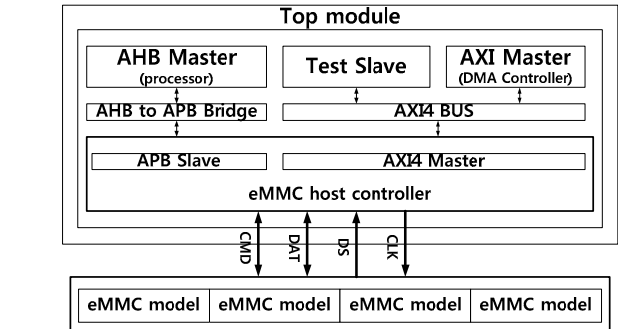 Top module
AHB Master
(processor)
Test Slave
AXI Master
(DMA Controller)
AHB to APB Bridge
AXI4 BUS
APB Slave
AXI4 Master
eMMC host controller
CMD
DAT
DS
CLK
eMMC model
eMMC model
eMMC model
eMMC model